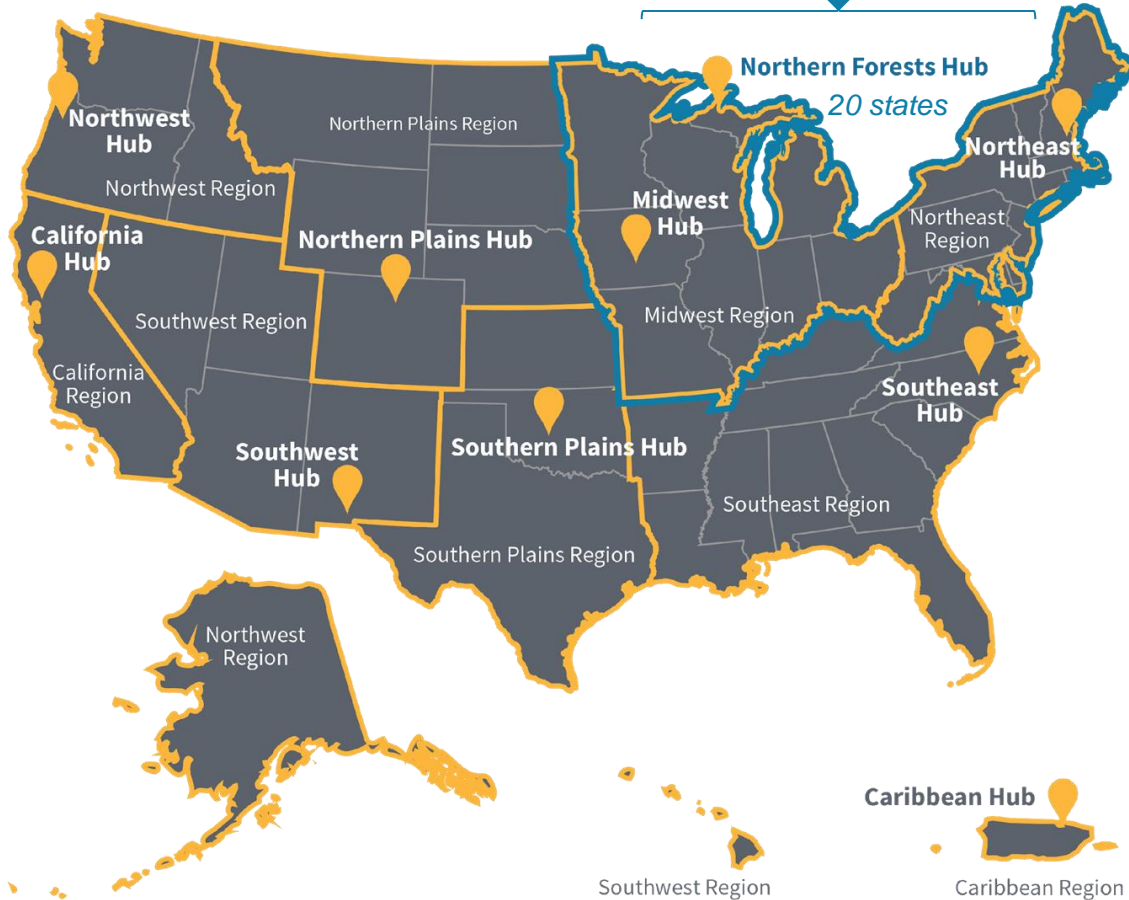 Northern Forests Hub
20 states
Northwest
Hub
Northern Plains Region
Northeast
Hub
Northwest Region
Midwest
Hub
Northeast
Region
California
Hub
Northern Plains Hub
Southwest Region
Midwest Region
California
Region
Southeast
Hub
Southwest
Hub
Southern Plains Hub
Southeast Region
Southern Plains Region
Northwest
Region
Caribbean Hub
Southwest Region
Caribbean Region